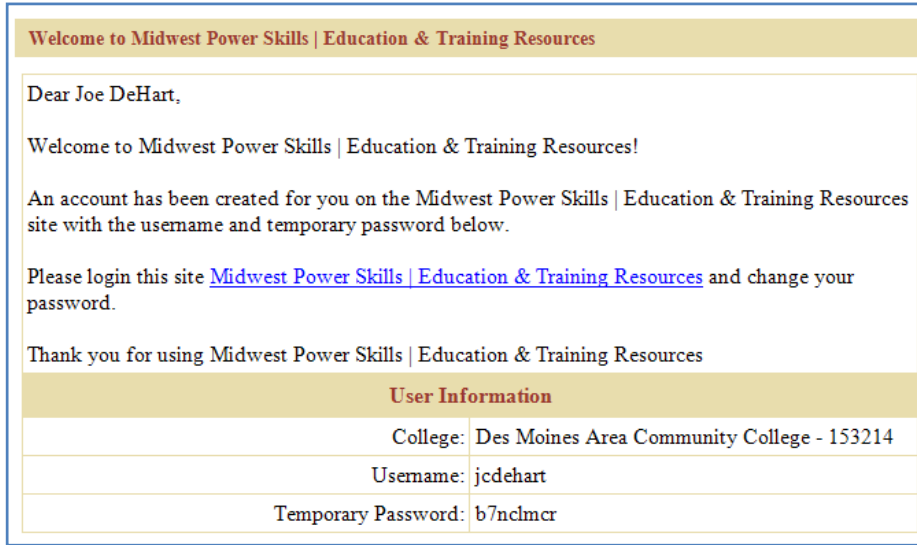 Welcome to Midwest Power Skills | Education & Training Resources
Dear Joe DeHart,
Welcome to Midwest Power Skills | Education & Training Resources!
An account has been created for you on the Midwest Power Skills | Education & Training Resources
site with the username and temporary password below.
Please login this site Midwest Power Skills | Education & Training Resources and change your
password.
Thank you for using Midwest Power Skills | Education & Training Resources
User Information
College: Des Moines Area Community College - 153214
Username: jcdehart
Temporary Password: b7nclmcr